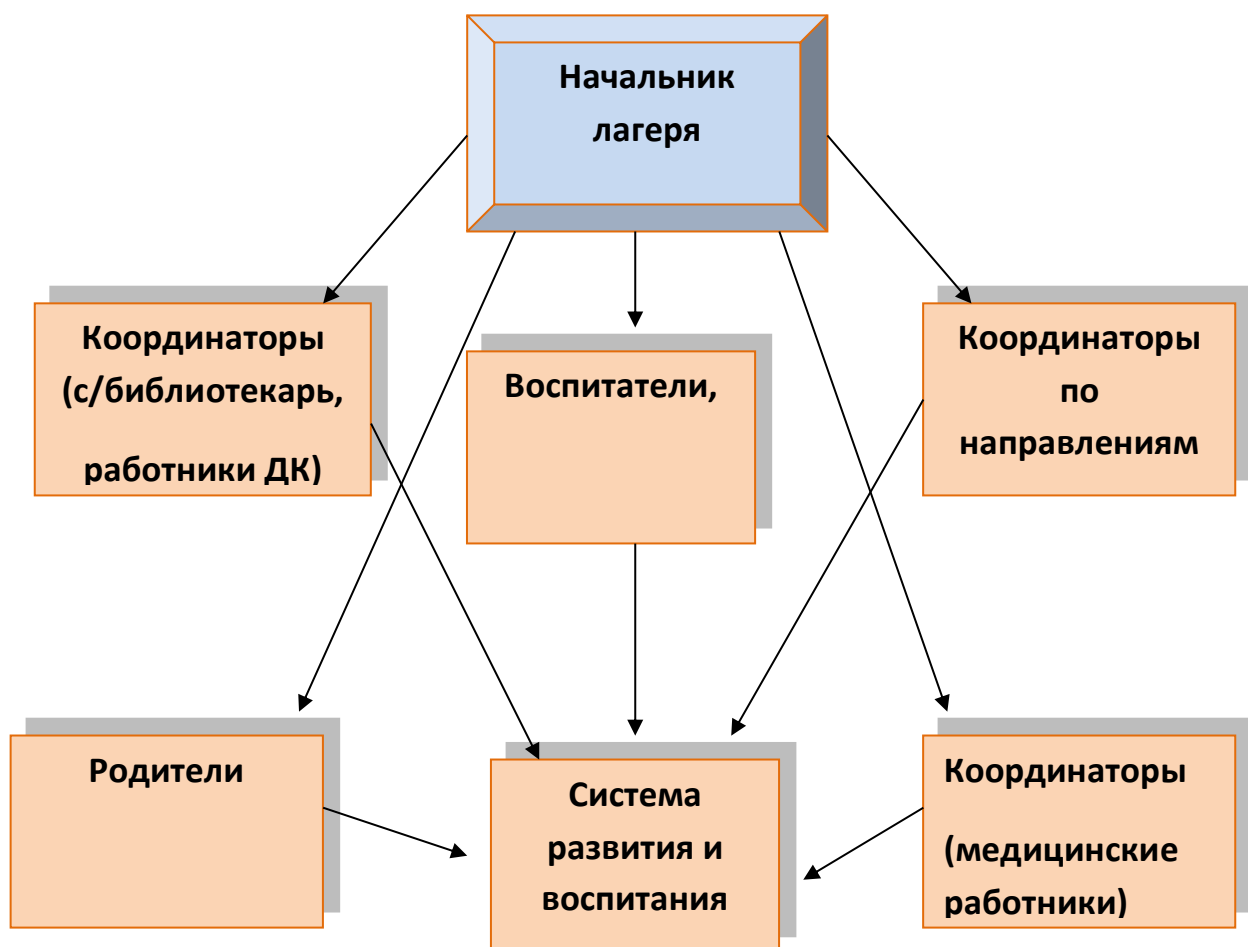 Начальник
лагеря
Координаторы
(с/библиотекарь,
работники ДК)
Воспитатели,
Координаторы
по
направлениям
Родители
Система
развития и
воспитания
Координаторы
(медицинские
работники)